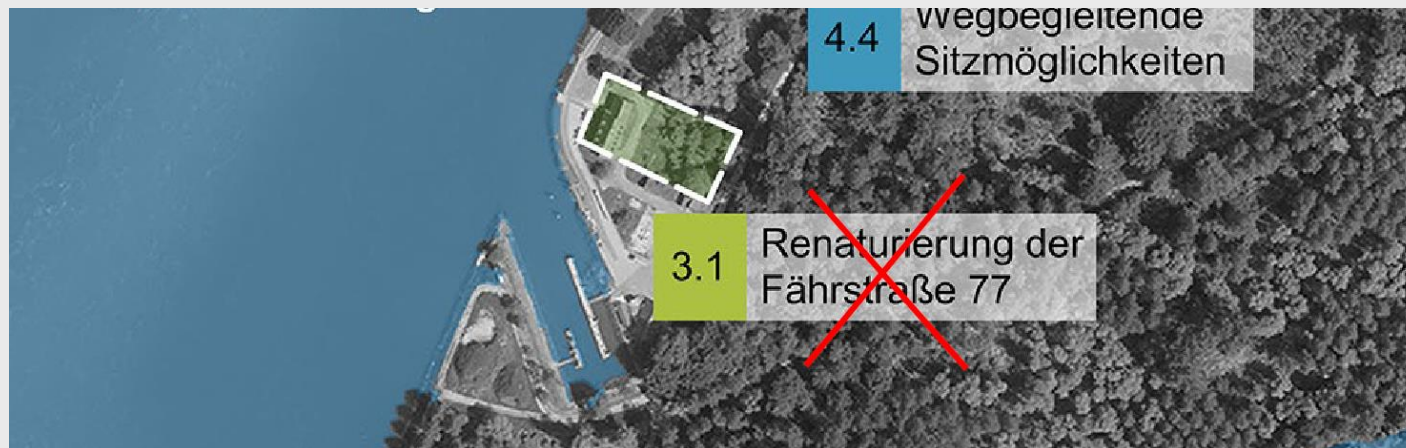 4.4
Wegbegleitende
Sitzmöglichkeiten
3.1
Renaturierung der
Fährstraße 77